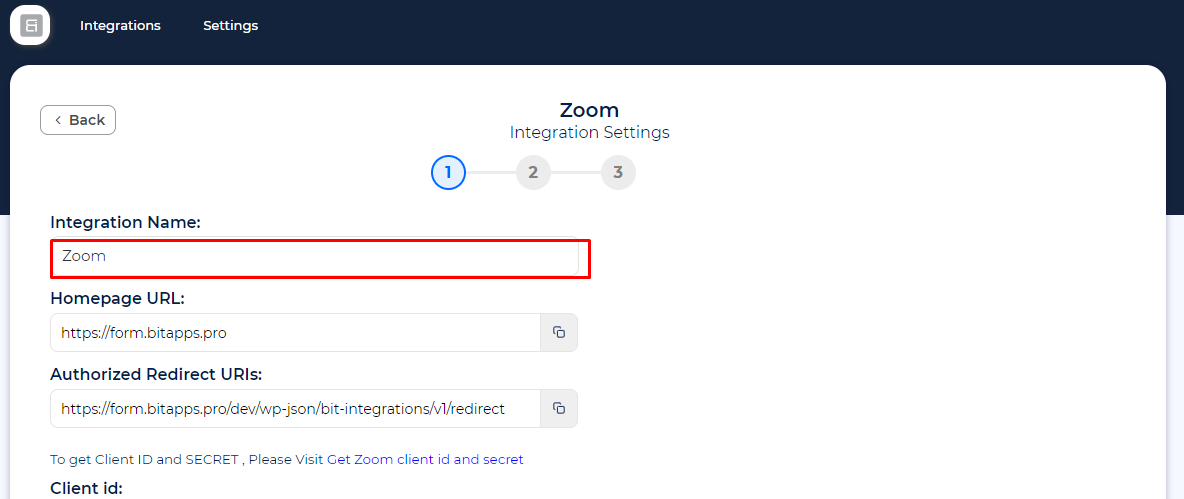 Integrations
Settings
Back
Zoom
Integration Settings
1
2
3
Integration Name:
Zoom
Homepage URL:
https://form.bitapps.pro
Authorized Redirect URIs:
https://form.bitapps.pro/dev/wp-json/bit-integrations/v1/redirect
To get Client ID and SECRET , Please Visit Get Zoom client id and secret
Client id: